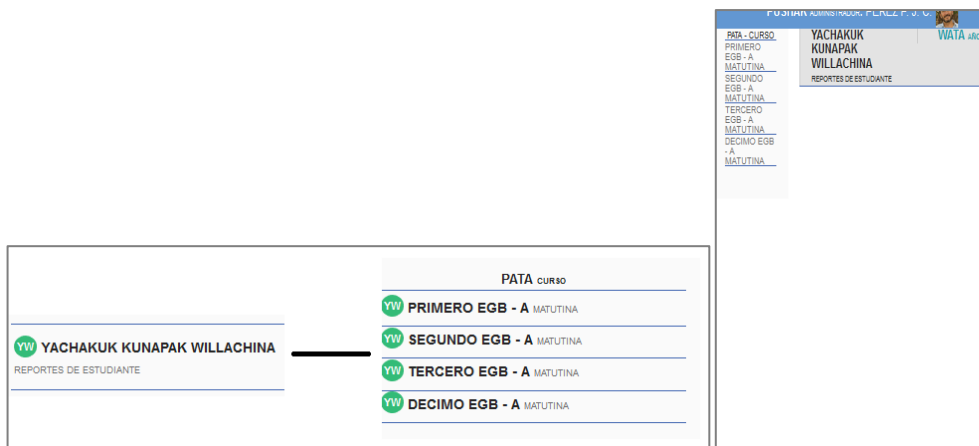 PUSHAK ADMINISTRADOR: PEREZ P. J. C.
PATA - CURSO
PRIMERO
EGB - A
MATUTINA
SEGUNDO
EGB - A
MATUTINA
TERCERO
EGB - A
MATUTINA
DECIMO EGB
- A
MATUTINA
YACHAKUK
KUNAPAK
WILLACHINA
REPORTES DE ESTUDIANTE
WATA
YW YACHAKUK KUNAPAK WILLACHINA
REPORTES DE ESTUDIANTE
PATA CURSO
YW PRIMERO EGB - A MATUTINA
YW SEGUNDO EGB - A MATUTINA
YW TERCERO EGB - A MATUTINA
YW DECIMO EGB - A MATUTINA